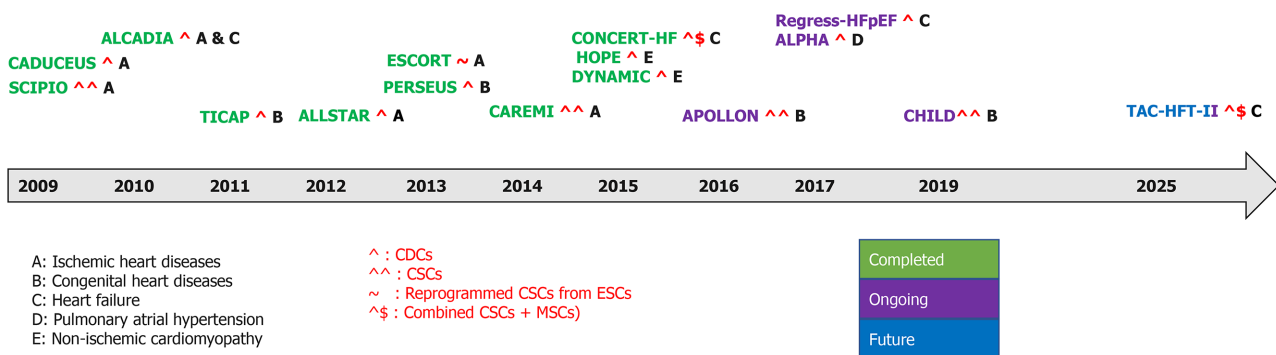 Regress-HFpEF ^ C
ALCADIA ^ A & C
CONCERT-HF ^$ C
ALPHA ^ D
CADUCEUS ^ A
ESCORT ~ A
HOPE ^ E
DYNAMIC ^ E
SCIPIO ^^ A
PERSEUS ^ B
TICAP ^ B
ALLSTAR ^ A
CAREMI ^^ A
APOLLON ^^ B
CHILD^^ B
TAC-HFT-II ^$ C
2009 2010 2011 2012 2013 2014 2015 2016 2017 2019 2025
A: Ischemic heart diseases
B: Congenital heart diseases
C: Heart failure
D: Pulmonary atrial hypertension
E: Non-ischemic cardiomyopathy
^ : CDCs
^^ : CSCs
~ : Reprogrammed CSCs from ESCs
^$ : Combined CSCs + MSCs)
Completed
Ongoing
Future